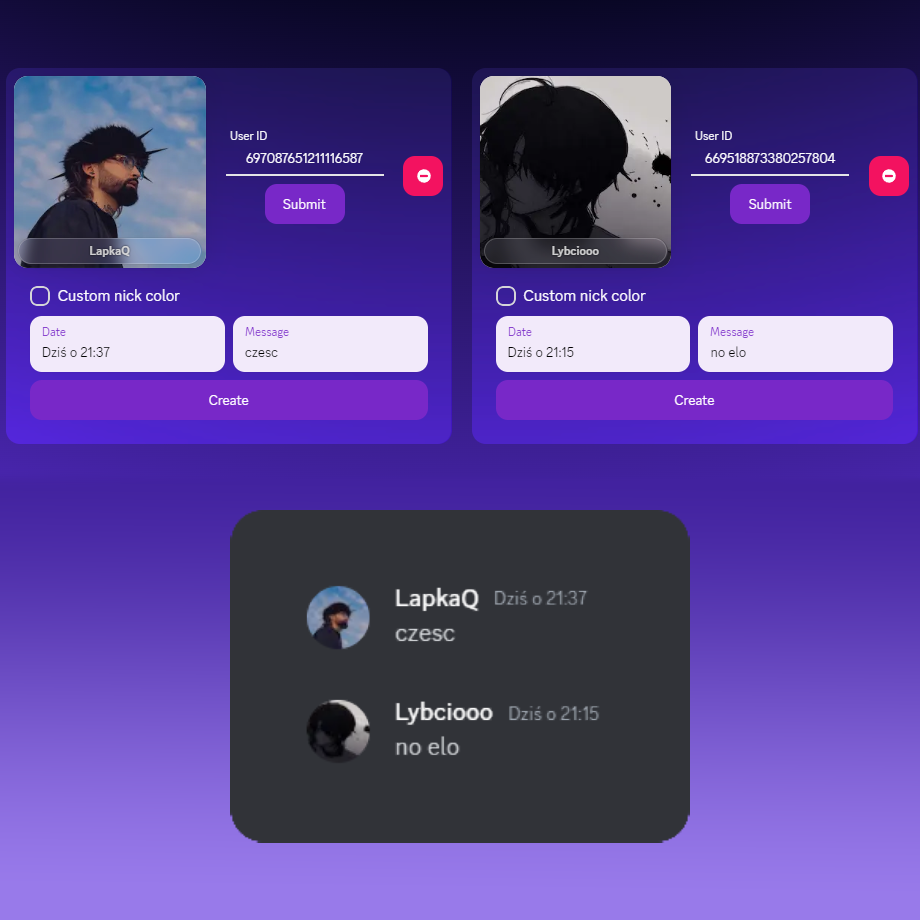 User ID
697087651211116587
Submit
LapkaQ
Custom nick color
Date
Dziś o 21:37
Message
czesc
Create
User ID
669518873380257804
Submit
Lybciooo
Custom nick color
Date
Dziś o 21:15
Message
no elo
Create
LapkaQ Dziś o 21:37
czesc
Lybciooo Dziś o 21:15
no elo